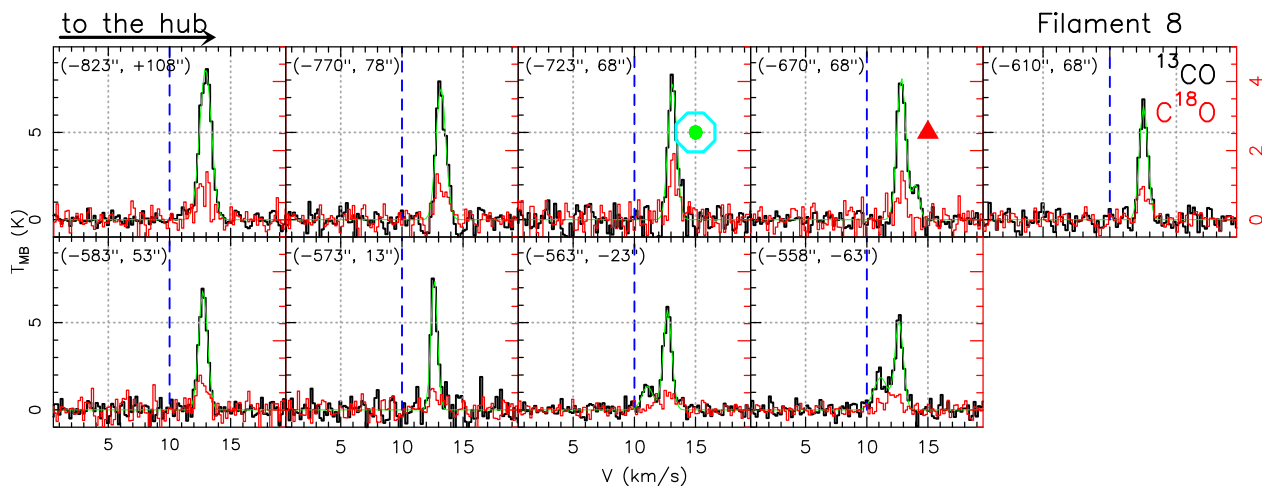 to the hub
Filament 8
(−823", +108")
(−770", 78")
(−723", 68")
(−670", 68")
(−610", 68")
13CO
C18O
5
0
4
2
0
(−583", 53")
(−573", 13")
(−563", −23")
(−558", −63")
5
0
TMB (K)
5 10 15 5 10 15 5 10 15 5 10 15
V (km/s)